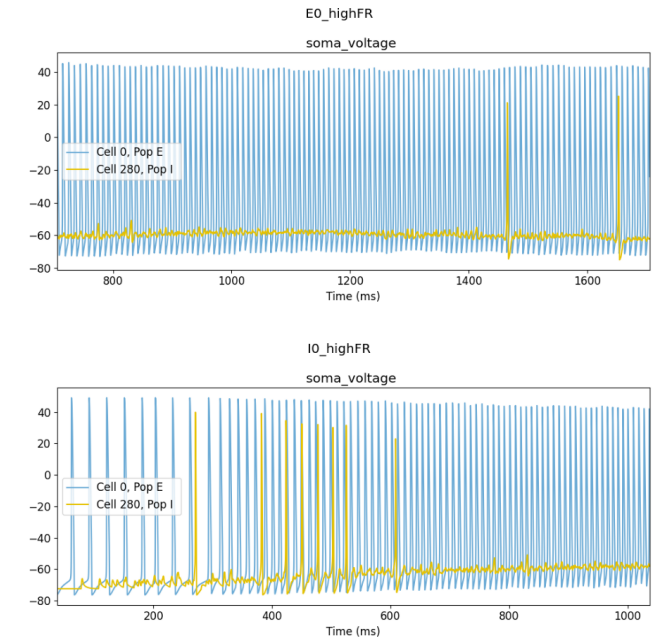 E0_highFR
soma_voltage
40
20
0
−20
−40
−60
−80
Cell 0, Pop E
Cell 280, Pop I
800 1000 1200 1400 1600
Time (ms)
I0_highFR
soma_voltage
40
20
0
−20
−40
−60
−80
Cell 0, Pop E
Cell 280, Pop I
200 400 600 800 1000
Time (ms)